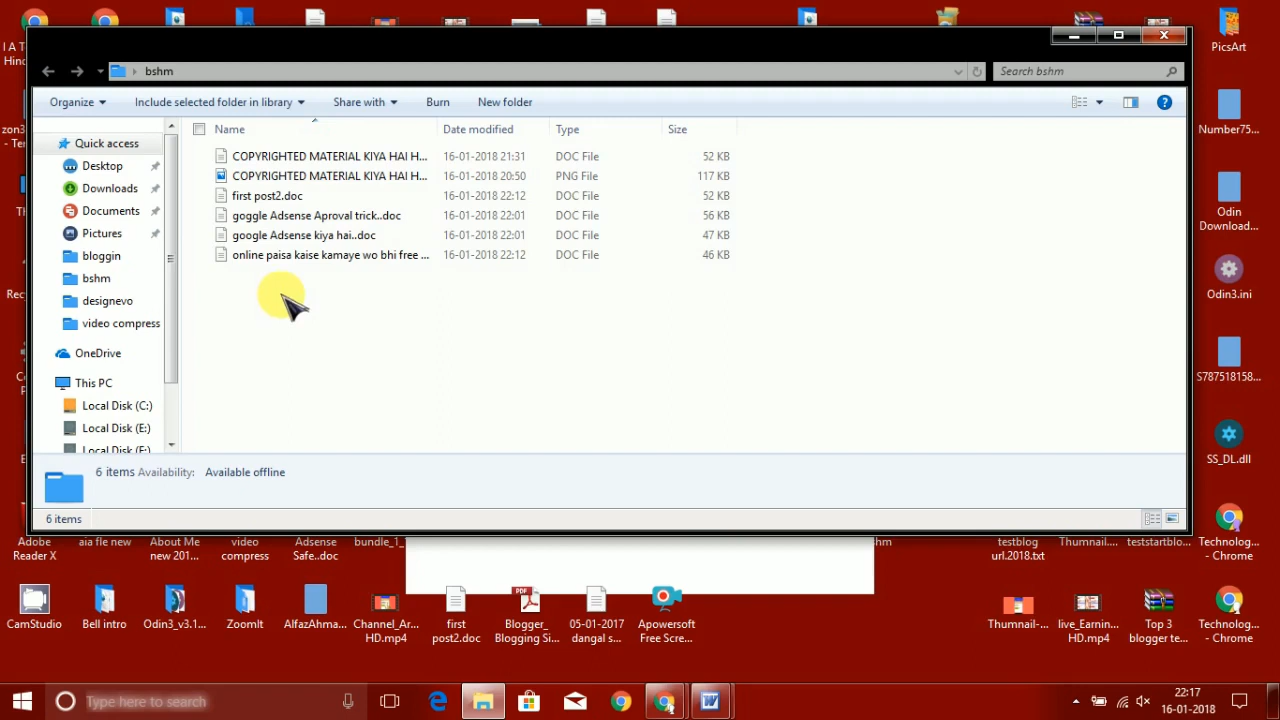 PicsArt
Number75...
Odin
Download...
Odin3.ini
S787518158...
SS_DL.dll
bshm
Search bshm
Organize
Include selected folder in library
Share with
Burn
New folder
Quick access
Desktop
Downloads
Documents
Pictures
bloggin
bshm
designevo
video compress
OneDrive
This PC
Local Disk (C:)
Local Disk (E:)
Local Disk (F:)
Name Date modified Type Size
COPYRIGHTED MATERIAL KIYA HAI H... 16-01-2018 21:31 DOC File 52 KB
COPYRIGHTED MATERIAL KIYA HAI H... 16-01-2018 20:50 PNG File 117 KB
first post2.doc 16-01-2018 22:12 DOC File 52 KB
goggle Adsense Aproval trick..doc 16-01-2018 22:01 DOC File 56 KB
google Adsense kiya hai..doc 16-01-2018 22:01 DOC File 47 KB
online paisa kaise kamaye wo bhi free ... 16-01-2018 22:12 DOC File 46 KB
6 items Availability: Available offline
6 items
Adobe
Reader X
aia fle new
About Me
new 201...
video
compress
Adsense
Safe..doc
bundle_1_
hm
testblog
url.2018.txt
Thumnail....
teststartblo...
Technolog...
- Chrome
CamStudio
Bell intro
Odin3_v3.1...
ZoomIt
AlfazAhma...
Channel_Ar...
HD.mp4
first
post2.doc
PDF
Blogger_
Blogging Si...
05-01-2017
dangal s...
Apowersoft
Free Scre...
Thumnail-...
live_Earnin...
HD.mp4
Top 3
blogger te...
Technolog...
- Chrome
Type here to search
22:17
16-01-2018